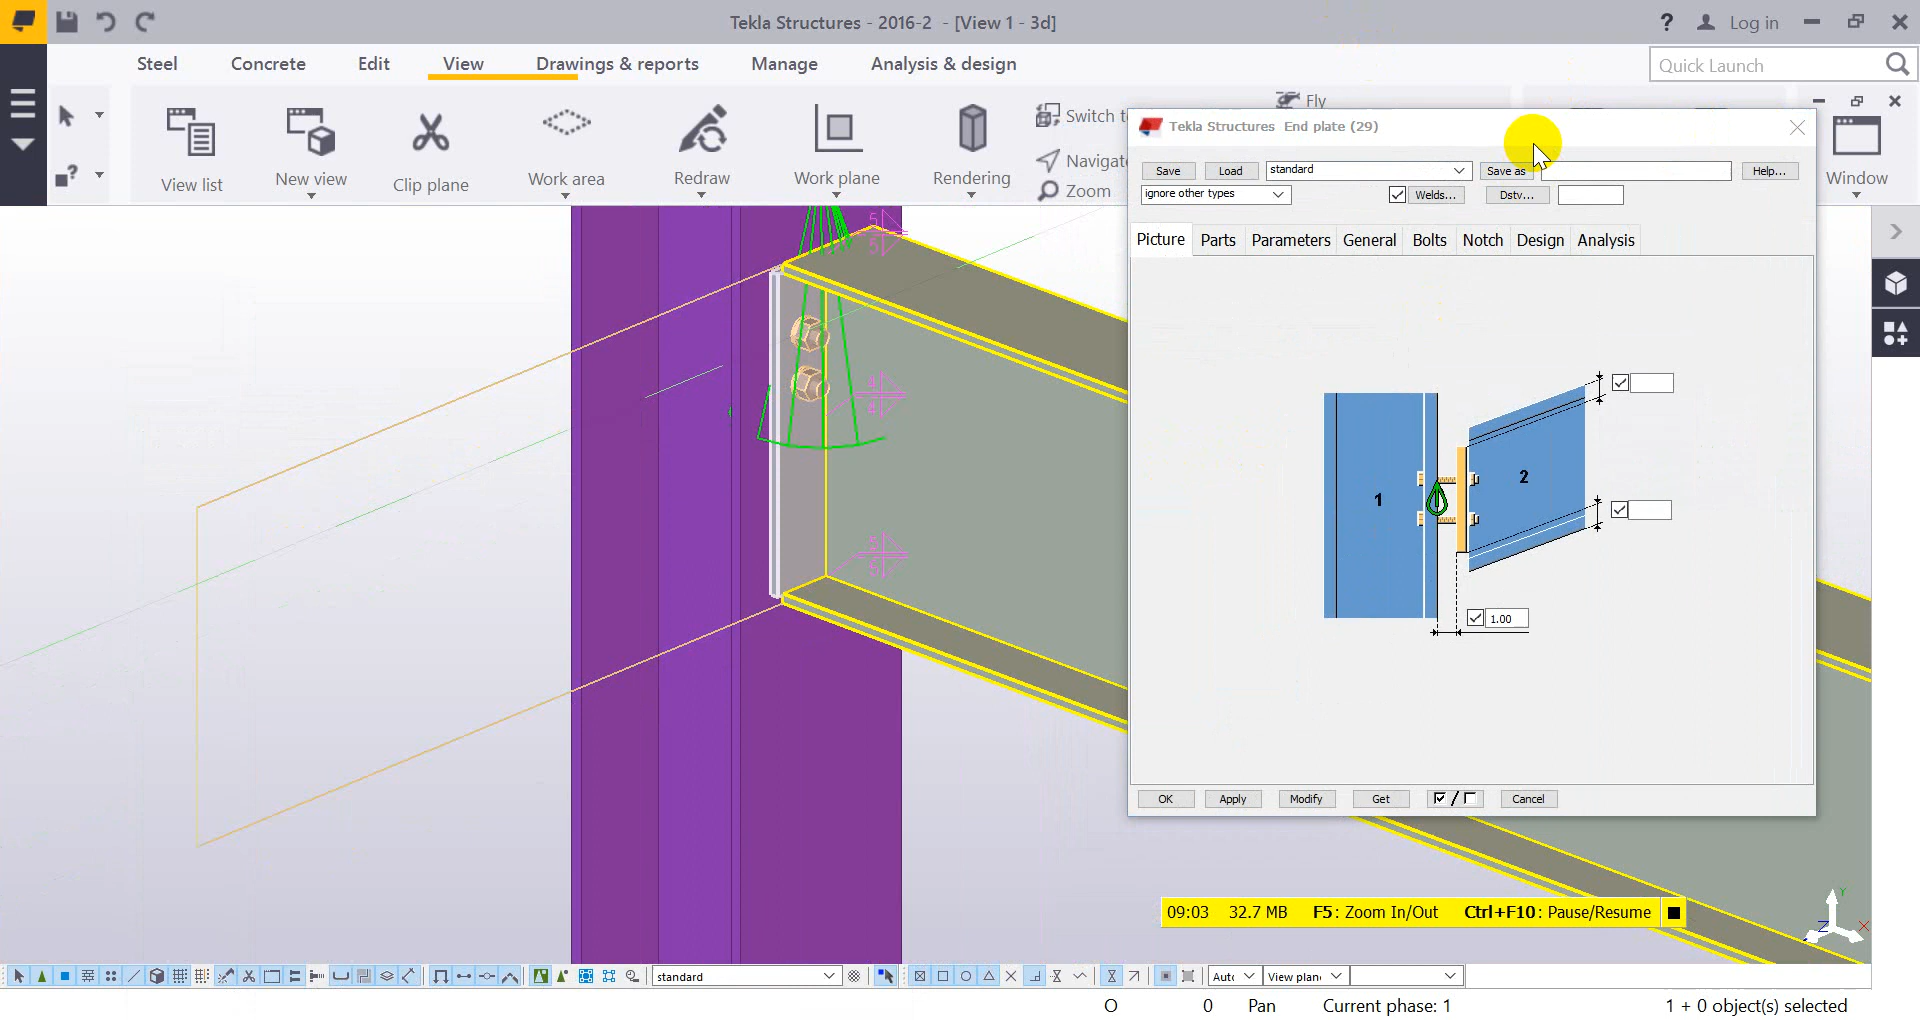 Tekla Structures - 2016-2 - [View 1 - 3d]
? Log in
Steel Concrete Edit View Drawings & reports Manage Analysis & design
Quick Launch
View list
New view
Clip plane
Work area
Redraw
Work plane
Rendering
Switch t
Navigat
Zoom
Fly
Window
Tekla Structures End plate (29)
Save Load standard Save as Help...
ignore other types Welds... Dstv...
Picture Parts Parameters General Bolts Notch Design Analysis
1
2
1.00
OK Apply Modify Get / Cancel
09:03 32.7 MB F5: Zoom In/Out Ctrl+F10: Pause/Resume
Y
Z
X
standard
View plan
O 0 Pan Current phase: 1 1 + 0 object(s) selected